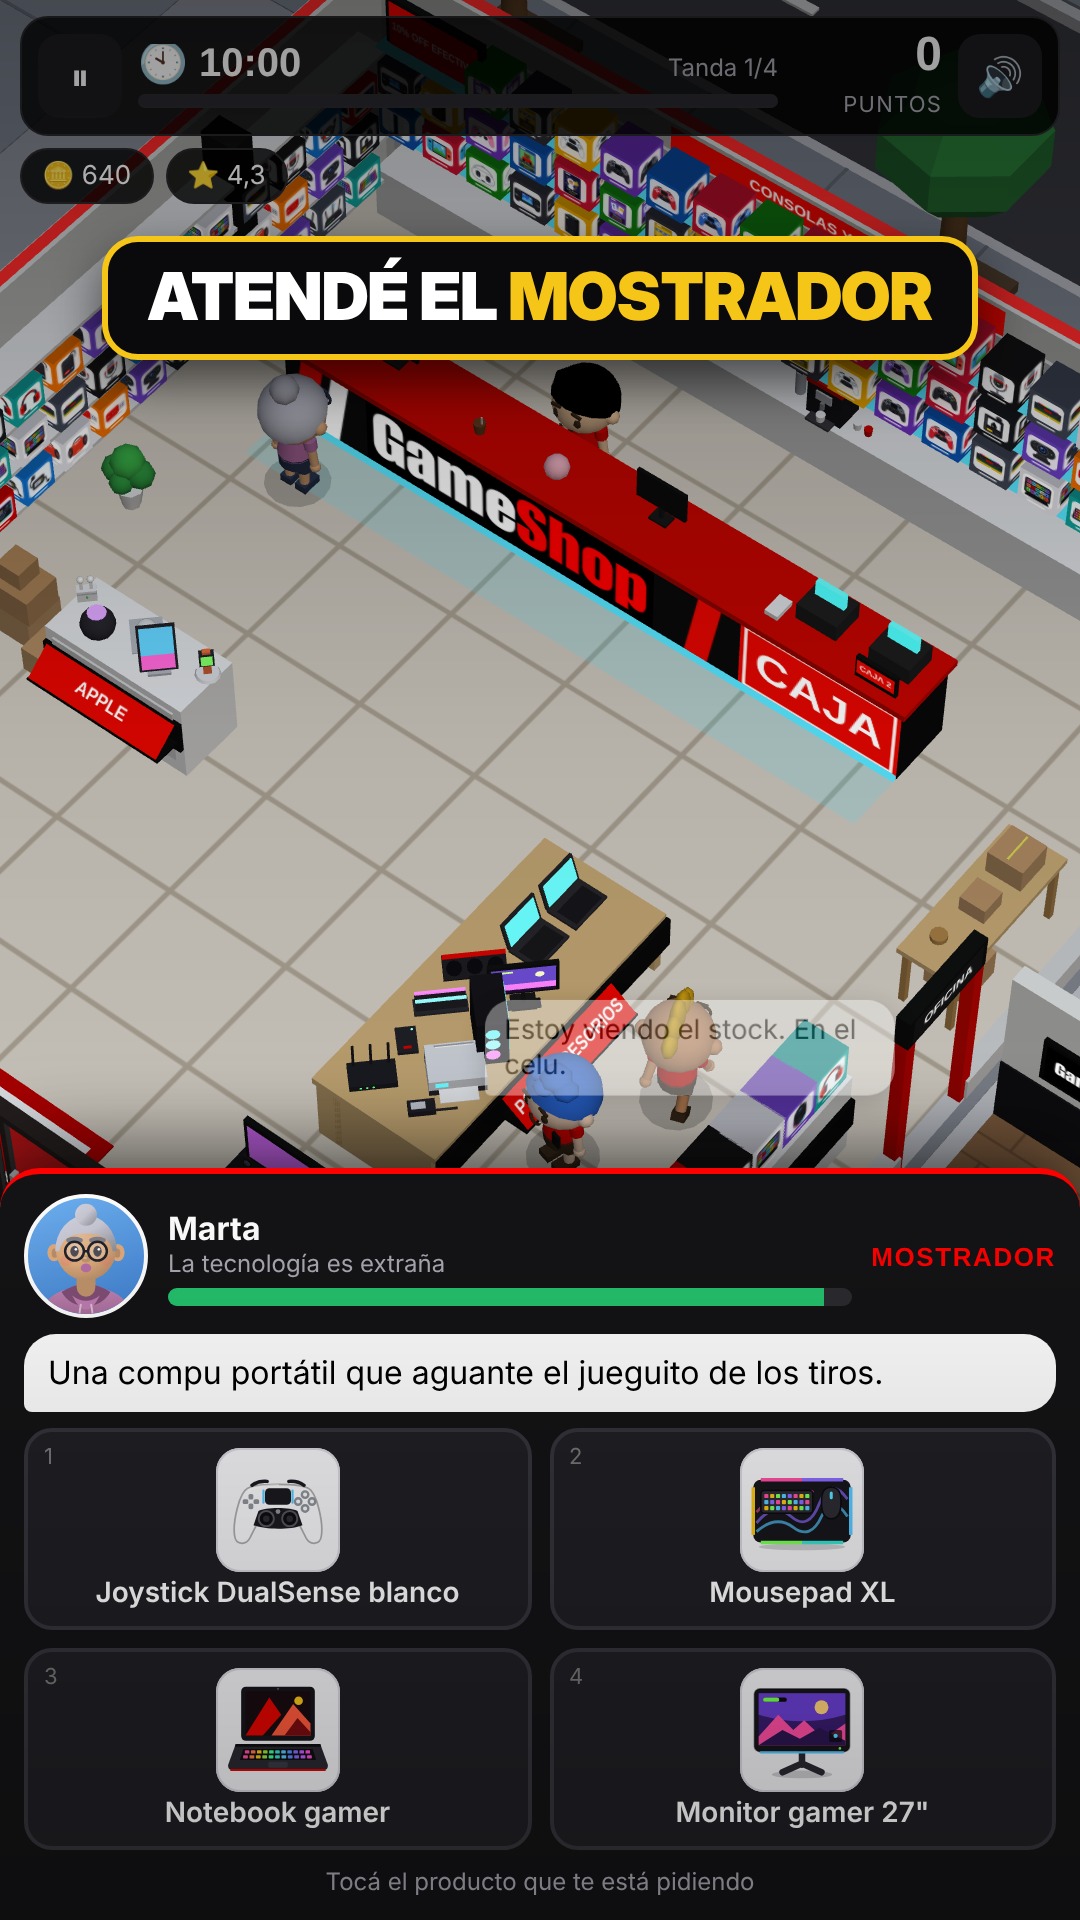 10:00
Tanda 1/4
0
PUNTOS
640
4,3
CONSOLAS Y
ATENDÉ EL MOSTRADOR
GameShop
CAJA
CAJA 2
APPLE
OFICINA
Estoy viendo el stock. En el
celu.
Marta
La tecnología es extraña
MOSTRADOR
Una compu portátil que aguante el jueguito de los tiros.
1
Joystick DualSense blanco
2
Mousepad XL
3
Notebook gamer
4
Monitor gamer 27"
Tocá el producto que te está pidiendo